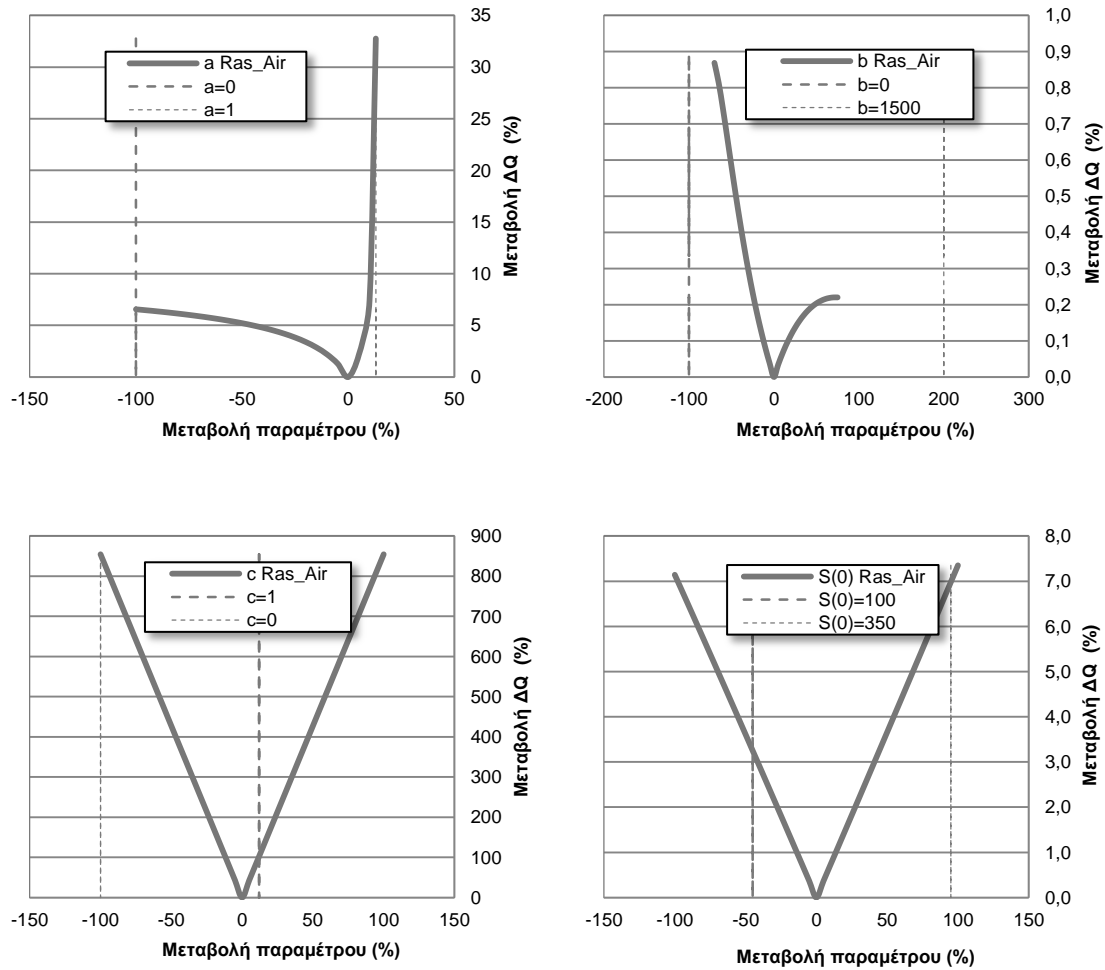 35
30
25
20
15
10
5
0
Μεταβολή ΔQ (%)
a Ras_Air
a=0
a=1
-150 -100 -50 0 50
Μεταβολή παραμέτρου (%)
1,0
0,9
0,8
0,7
0,6
0,5
0,4
0,3
0,2
0,1
0,0
Μεταβολή ΔQ (%)
b Ras_Air
b=0
b=1500
-200 -100 0 100 200 300
Μεταβολή παραμέτρου (%)
900
800
700
600
500
400
300
200
100
0
Μεταβολή ΔQ (%)
c Ras_Air
c=1
c=0
-150 -100 -50 0 50 100 150
Μεταβολή παραμέτρου (%)
8,0
7,0
6,0
5,0
4,0
3,0
2,0
1,0
0,0
Μεταβολή ΔQ (%)
S(0) Ras_Air
S(0)=100
S(0)=350
-150 -100 -50 0 50 100 150
Μεταβολή παραμέτρου (%)